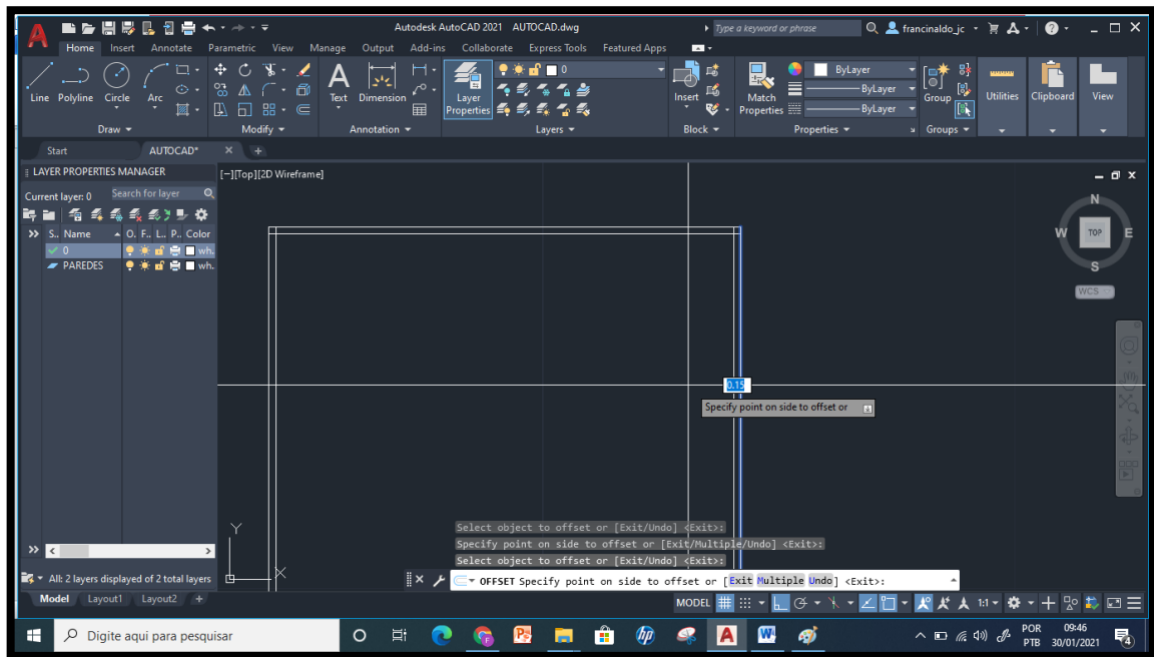 Autodesk AutoCAD 2021 AUTOCAD.dwg
Type a keyword or phrase
francinaldo_jc
Home Insert Annotate Parametric View Manage Output Add-ins Collaborate Express Tools Featured Apps
0
ByLayer
ByLayer
ByLayer
Line Polyline Circle Arc
Text Dimension
Layer Properties
Insert
Match Properties
Group
Utilities Clipboard View
Draw Modify Annotation Layers Block Properties Groups
Start AUTOCAD* +
LAYER PROPERTIES MANAGER
Current layer: 0 Search for layer
S.. Name O. F.. L.. P.. Color
0 wh.
PAREDES wh.
All: 2 layers displayed of 2 total layers
[−][Top][2D Wireframe]
N
W TOP E
S
WCS
0.15
Specify point on side to offset or
Y
X
Select object to offset or [Exit/Undo] <Exit>:
Specify point on side to offset or [Exit/Multiple/Undo] <Exit>:
Select object to offset or [Exit/Undo] <Exit>:
OFFSET Specify point on side to offset or [Exit Multiple Undo] <Exit>:
Model Layout1 Layout2 +
MODEL 1:1
Digite aqui para pesquisar
POR
PTB
09:46
30/01/2021
4